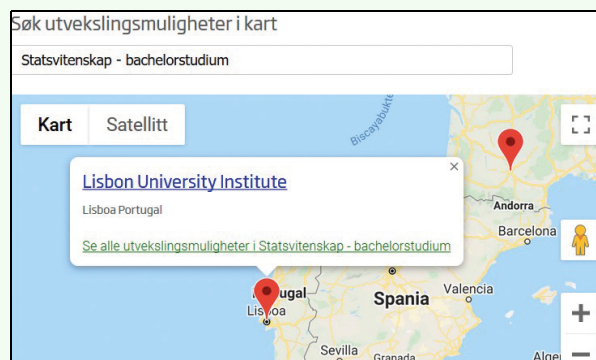 Søk utvekslingsmuligheter i kart
Statsvitenskap - bachelorstudium
Kart Satellitt
Biscayabukte
Lisbon University Institute
Lisboa Portugal
Se alle utvekslingsmuligheter i Statsvitenskap - bachelorstudium
Andorra
Barcelona
Spania
Valencia
Lisboa
Sevilla
Granada